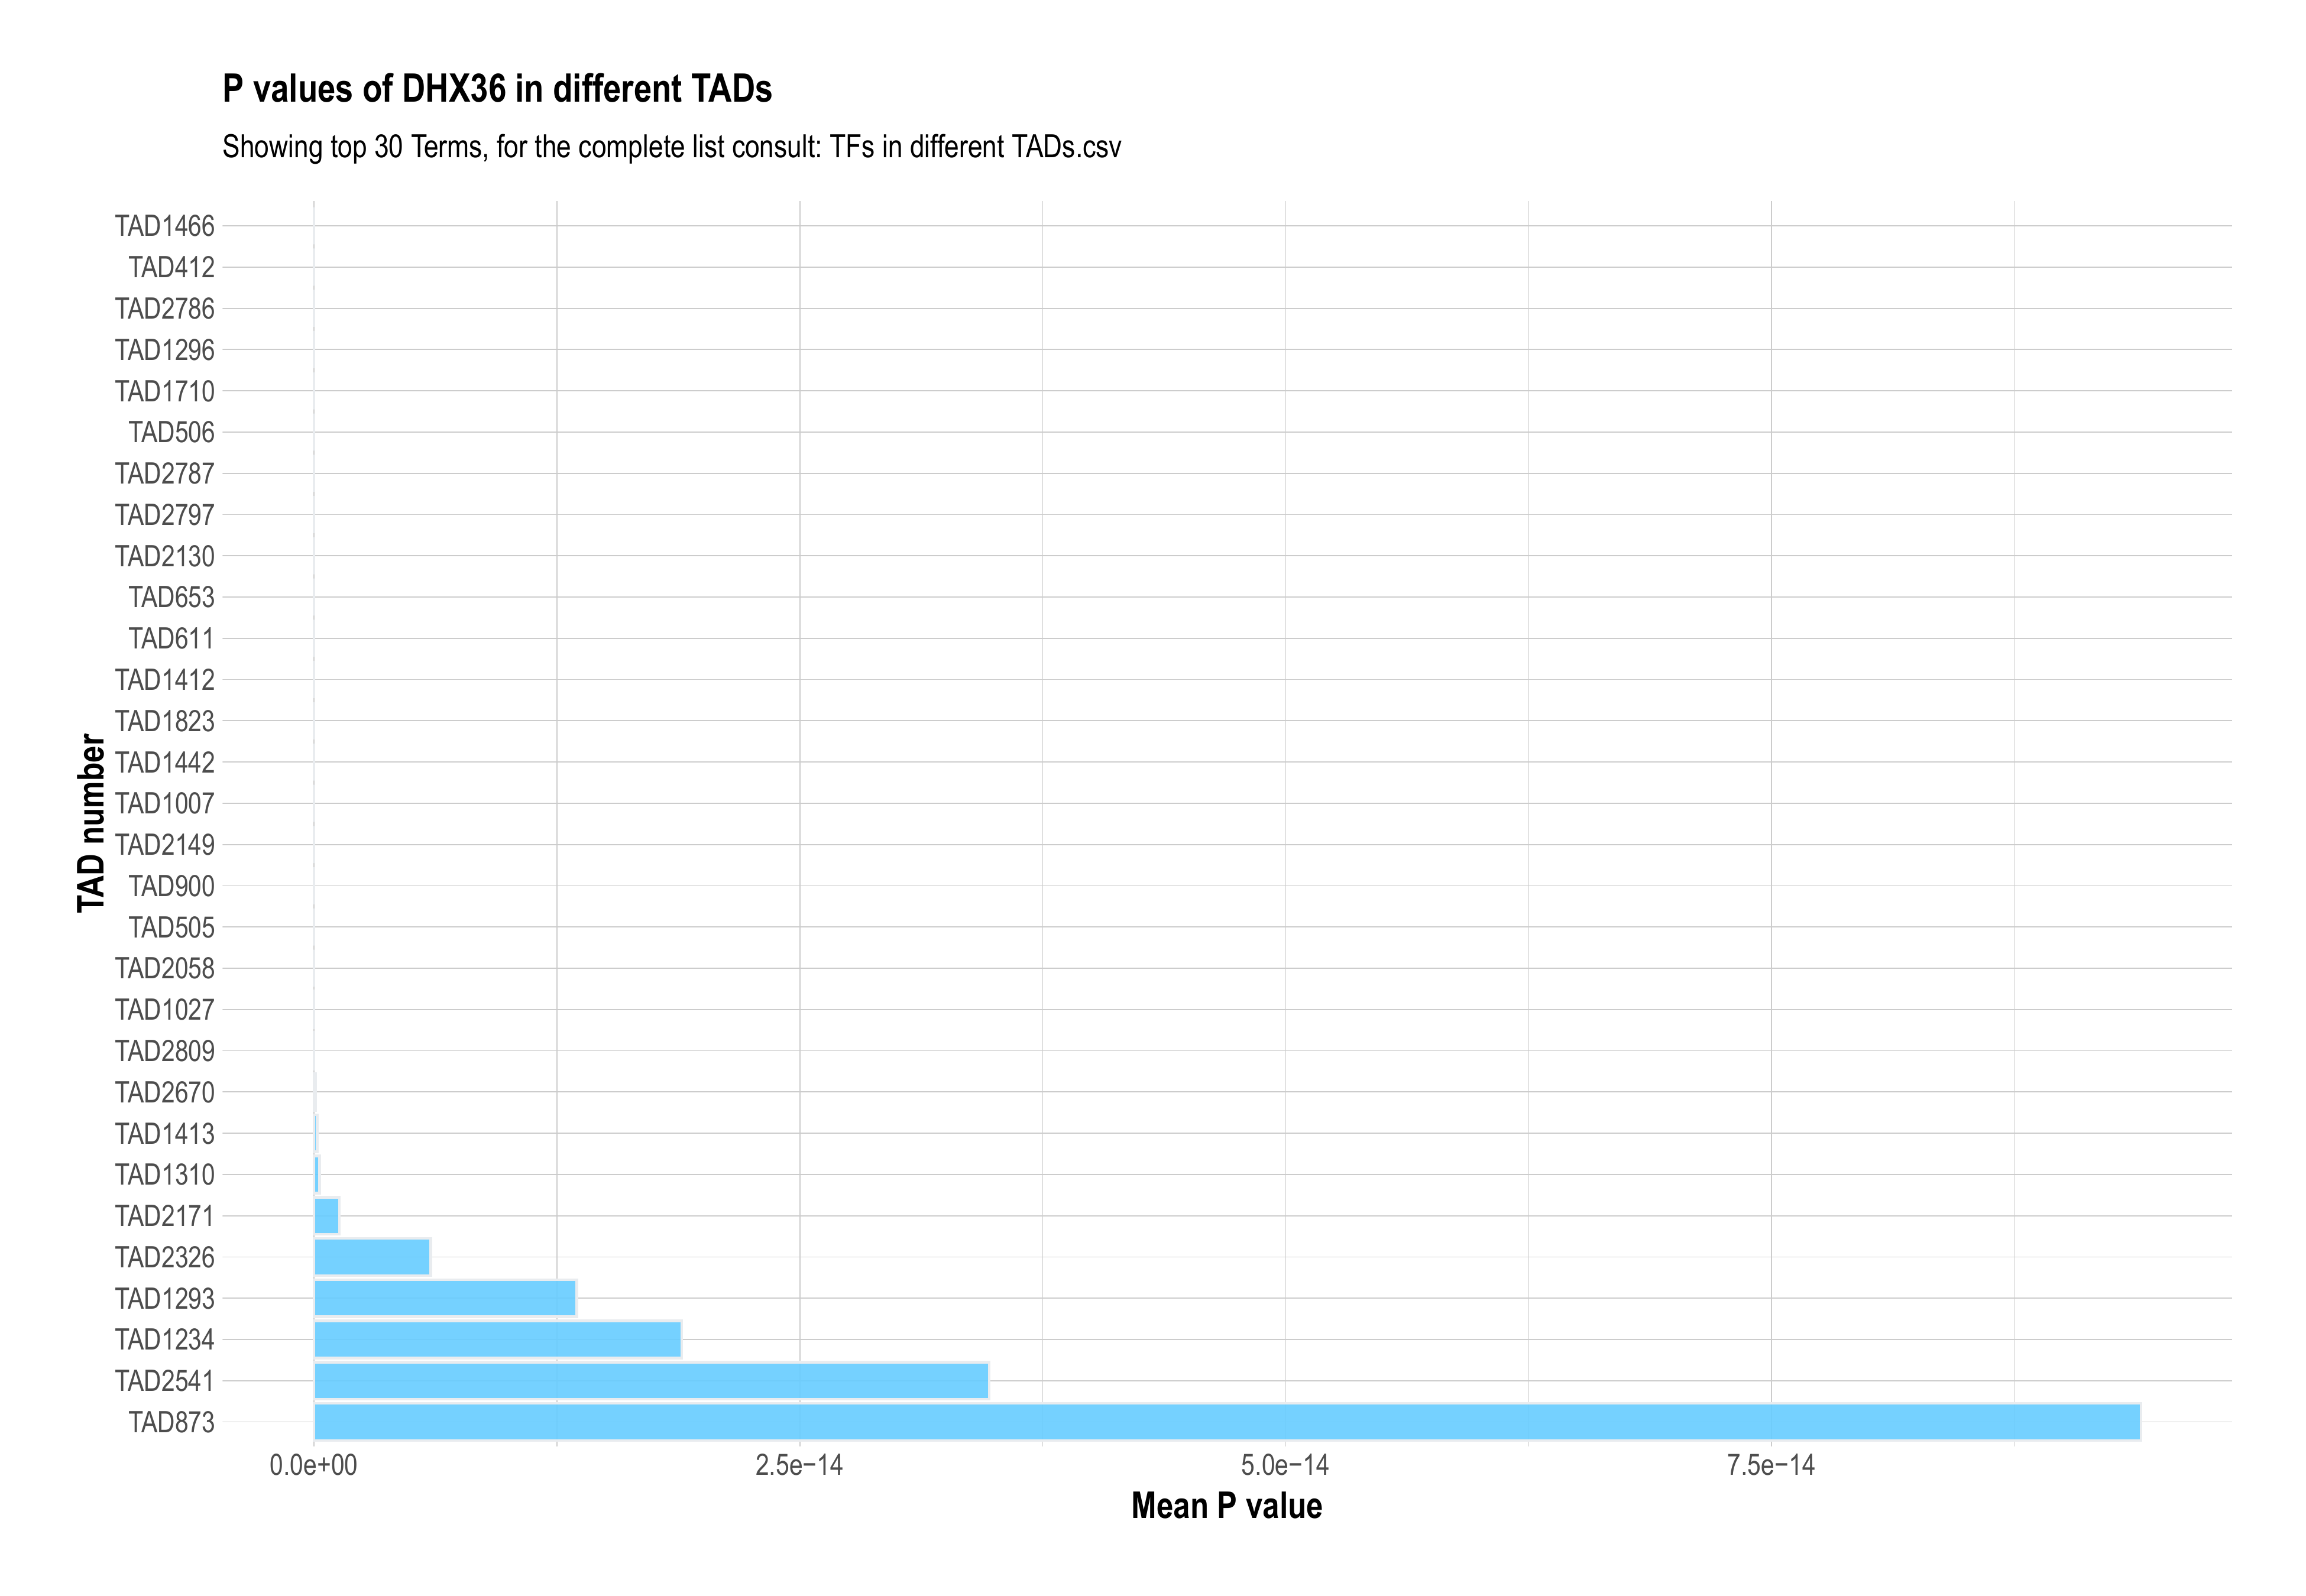 P values of DHX36 in different TADs
Showing top 30 Terms, for the complete list consult: TFs in different TADs.csv
TAD number
TAD1466
TAD412
TAD2786
TAD1296
TAD1710
TAD506
TAD2787
TAD2797
TAD2130
TAD653
TAD611
TAD1412
TAD1823
TAD1442
TAD1007
TAD2149
TAD900
TAD505
TAD2058
TAD1027
TAD2809
TAD2670
TAD1413
TAD1310
TAD2171
TAD2326
TAD1293
TAD1234
TAD2541
TAD873
0.0e+00 2.5e−14 5.0e−14 7.5e−14
Mean P value